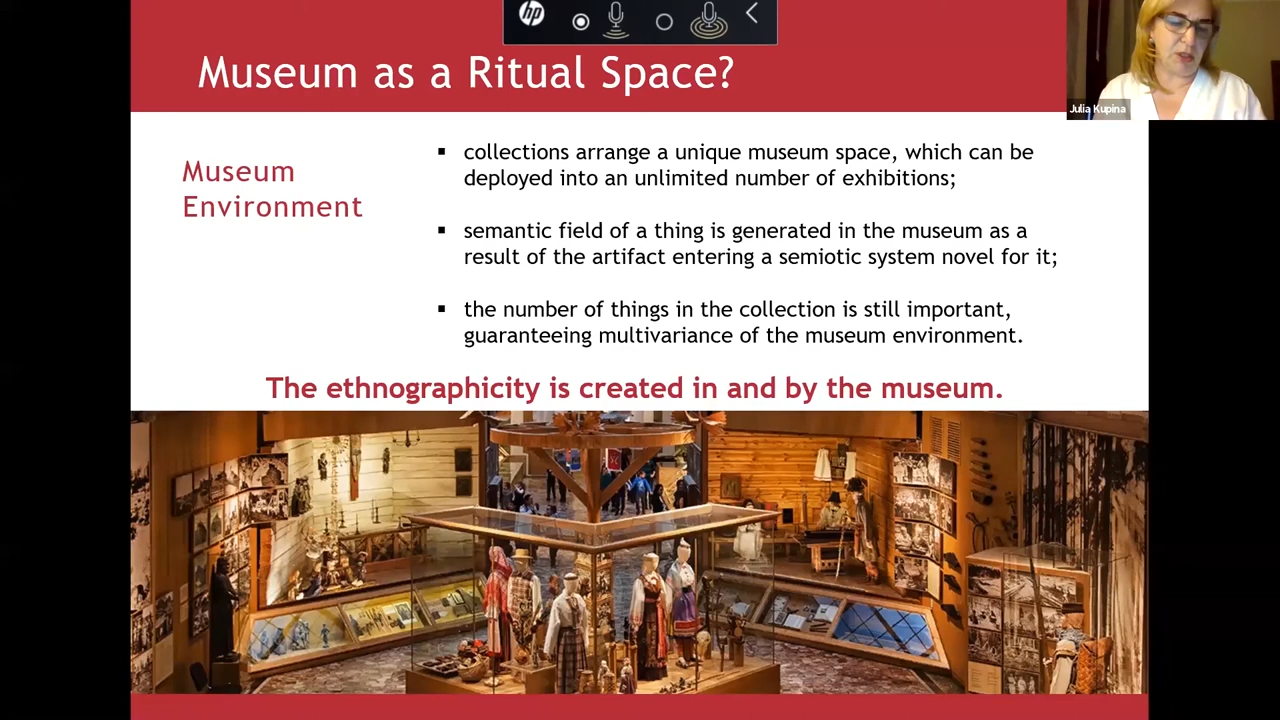 hp
Museum as a Ritual Space?
Julia Kupina
Museum
Environment
▪ collections arrange a unique museum space, which can be
deployed into an unlimited number of exhibitions;
▪ semantic field of a thing is generated in the museum as a
result of the artifact entering a semiotic system novel for it;
▪ the number of things in the collection is still important,
guaranteeing multivariance of the museum environment.
The ethnographicity is created in and by the museum.